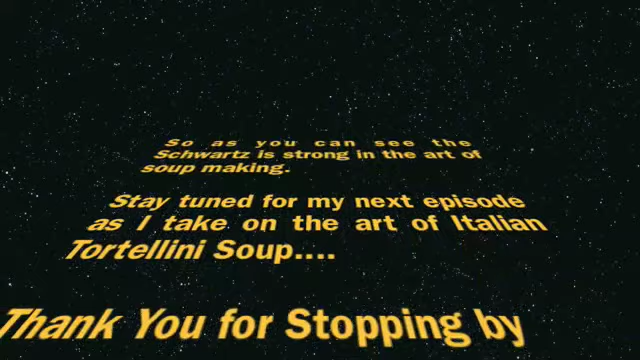 So as you can see the
Schwartz is strong in the art of
soup making.
Stay tuned for my next episode
as I take on the art of Italian
Tortellini Soup....
Thank You for Stopping by